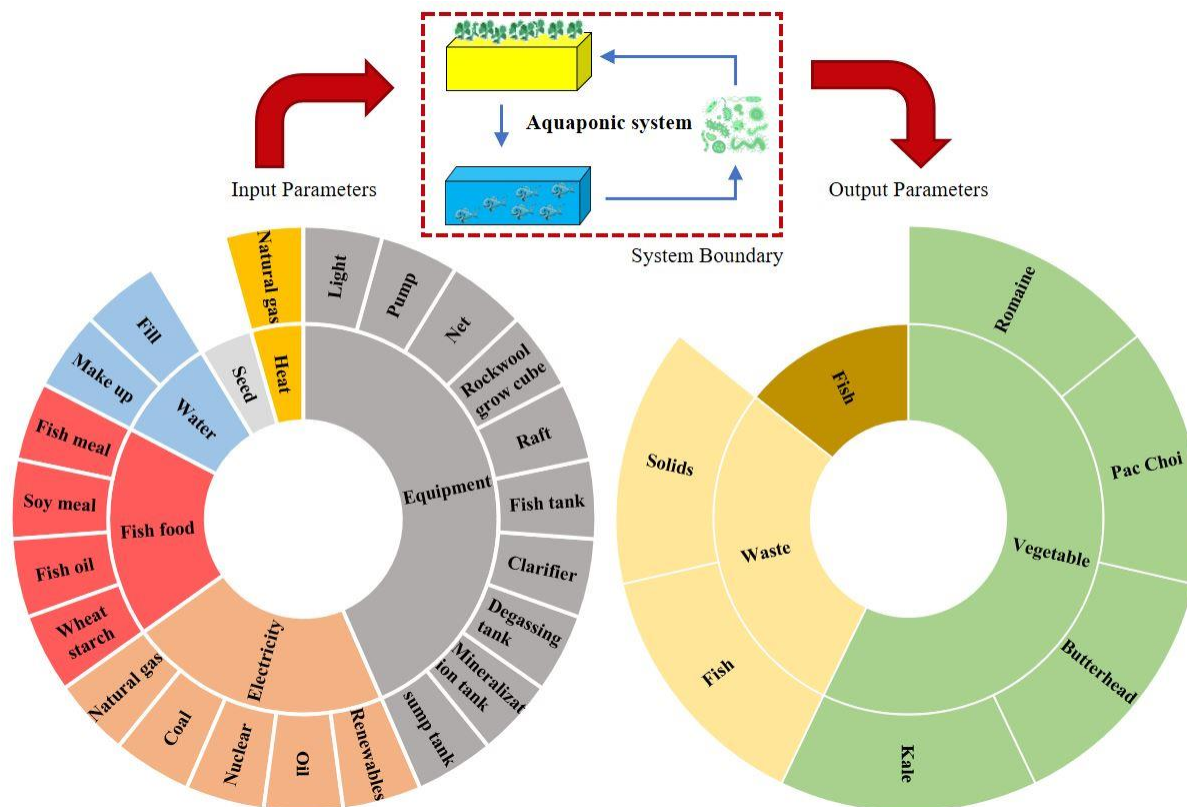 Aquaponic system
Input Parameters
Output Parameters
System Boundary
Natural gas
Light
Pump
Net
Rockwool
grow cube
Raft
Fish tank
Clarifier
Degassing
tank
Mineralizat
ion tank
sump tank
Renewables
Oil
Nuclear
Coal
Natural gas
Wheat
starch
Fish oil
Soy meal
Fish meal
Make up
Fill
Heat
Seed
Water
Fish food
Electricity
Equipment
Romaine
Pac Choi
Butterhead
Kale
Fish
Solids
Fish
Waste
Vegetable